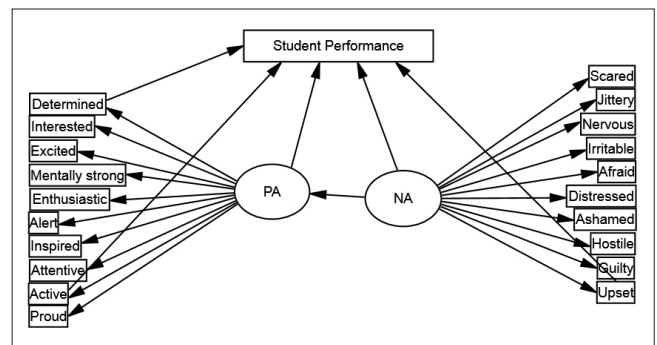 Student Performance
Determined
Interested
Excited
Mentally strong
Enthusiastic
Alert
Inspired
Attentive
Active
Proud
PA
NA
Scared
Jittery
Nervous
Irritable
Afraid
Distressed
Ashamed
Hostile
Guilty
Upset